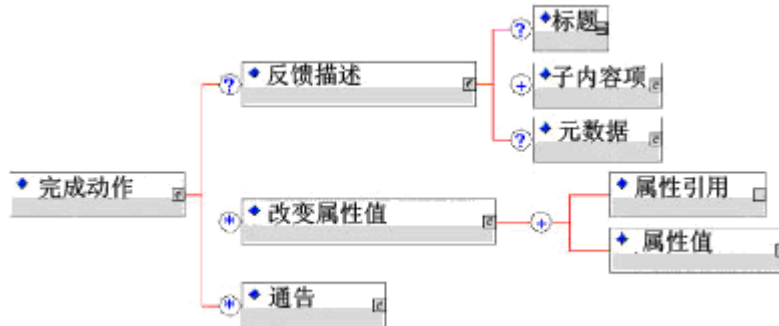 标题
反馈描述
子内容项
元数据
完成动作
属性引用
改变属性值
属性值
通告